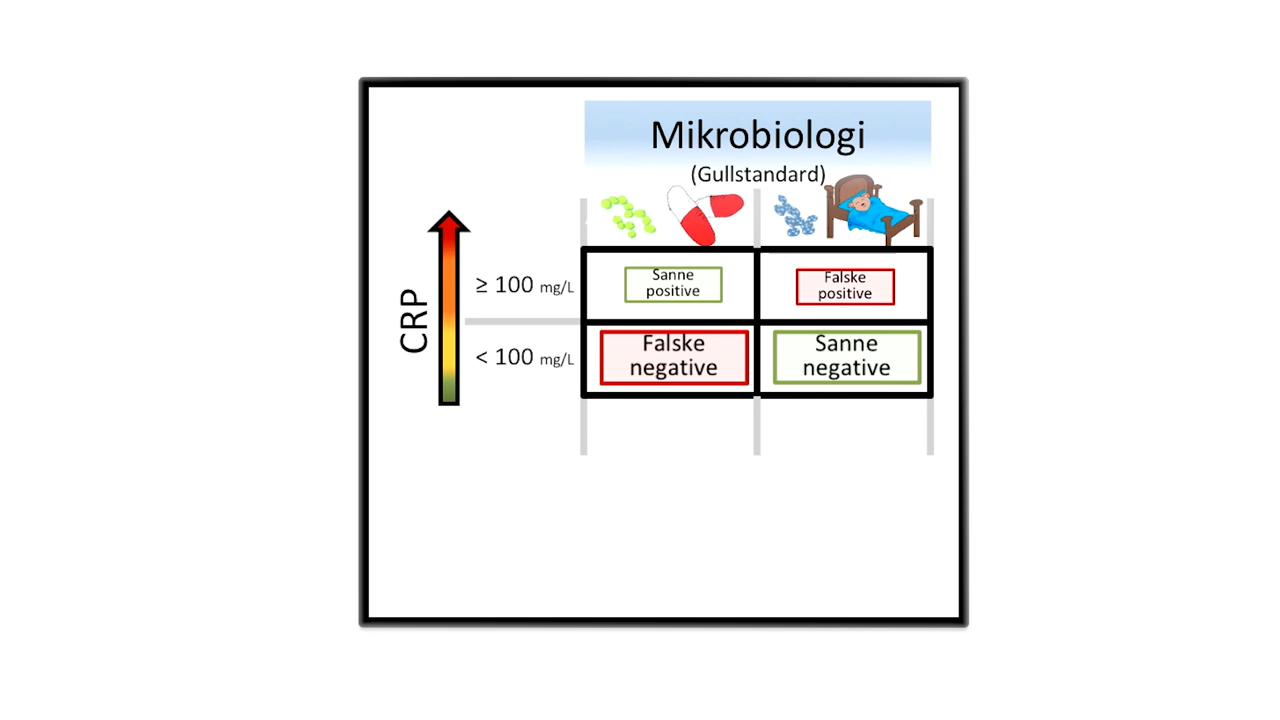 Mikrobiologi
(Gullstandard)
CRP
≥ 100 mg/L
Sanne
positive
Falske
positive
< 100 mg/L
Falske
negative
Sanne
negative